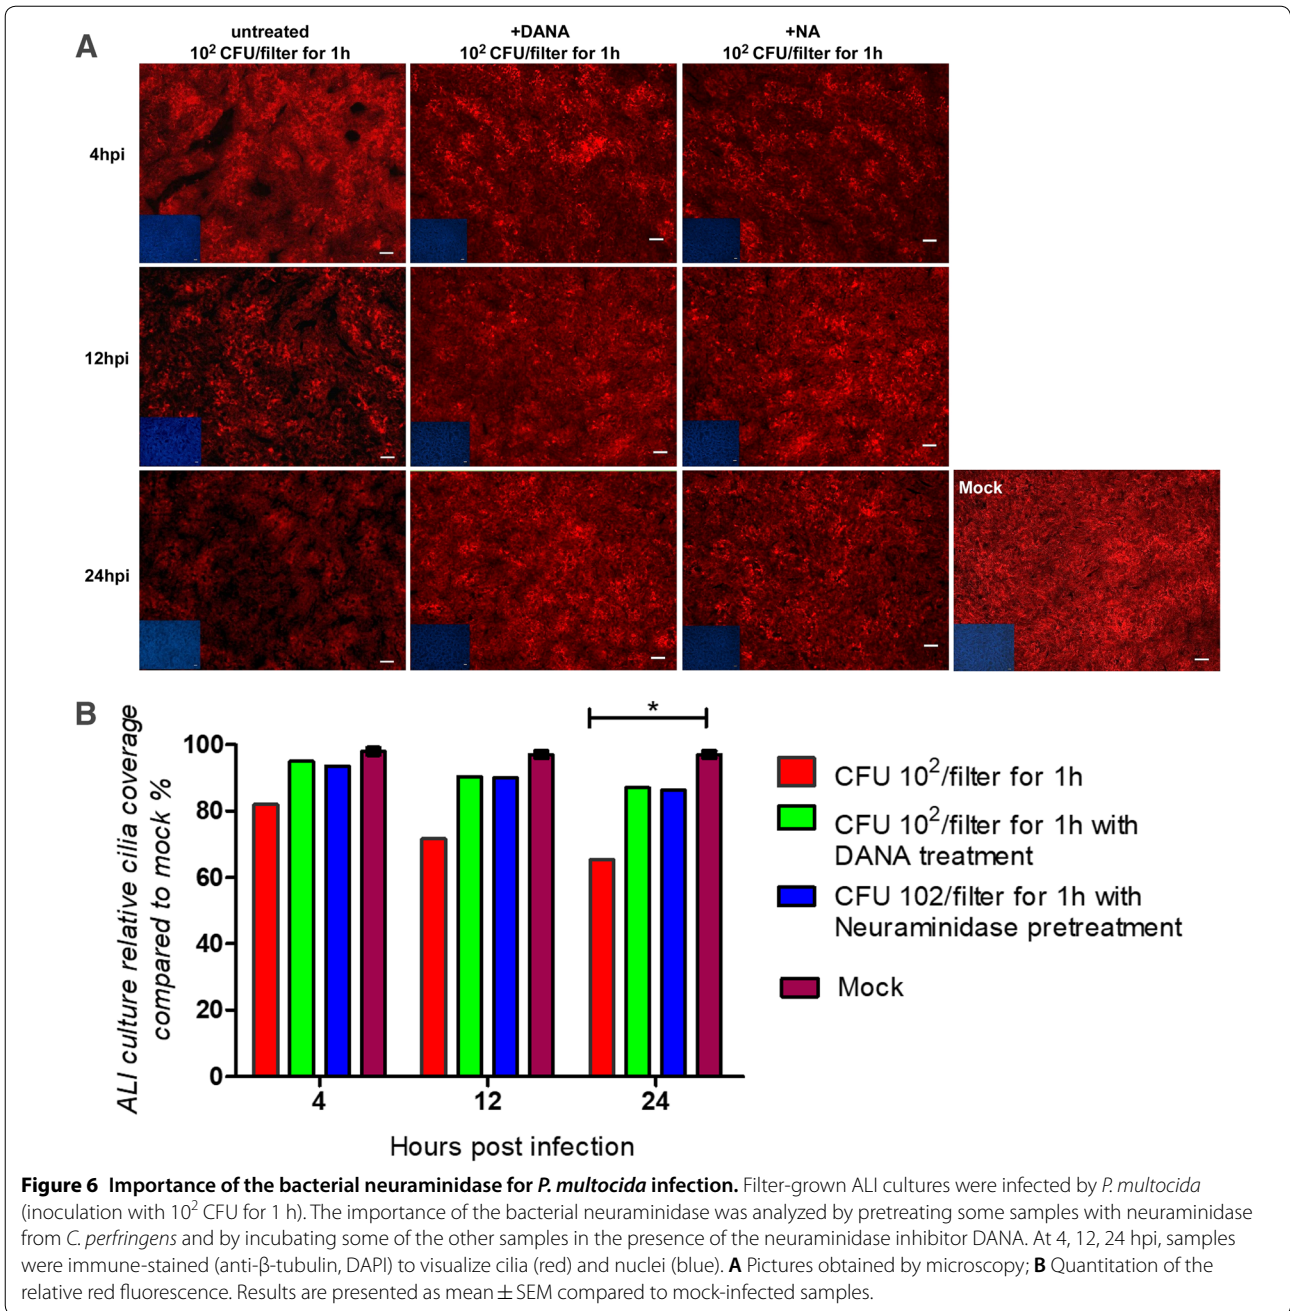 A
untreated
10² CFU/filter for 1h
+DANA
10² CFU/filter for 1h
+NA
10² CFU/filter for 1h
4hpi
12hpi
24hpi
Mock
B
ALI culture relative cilia coverage
compared to mock %
100
80
60
40
20
0
*
4
12
24
Hours post infection
CFU 10²/filter for 1h
CFU 10²/filter for 1h with
DANA treatment
CFU 102/filter for 1h with
Neuraminidase pretreatment
Mock
Figure 6 Importance of the bacterial neuraminidase for P. multocida infection. Filter-grown ALI cultures were infected by P. multocida
(inoculation with 10² CFU for 1 h). The importance of the bacterial neuraminidase was analyzed by pretreating some samples with neuraminidase
from C. perfringens and by incubating some of the other samples in the presence of the neuraminidase inhibitor DANA. At 4, 12, 24 hpi, samples
were immune-stained (anti-β-tubulin, DAPI) to visualize cilia (red) and nuclei (blue). A Pictures obtained by microscopy; B Quantitation of the
relative red fluorescence. Results are presented as mean ± SEM compared to mock-infected samples.